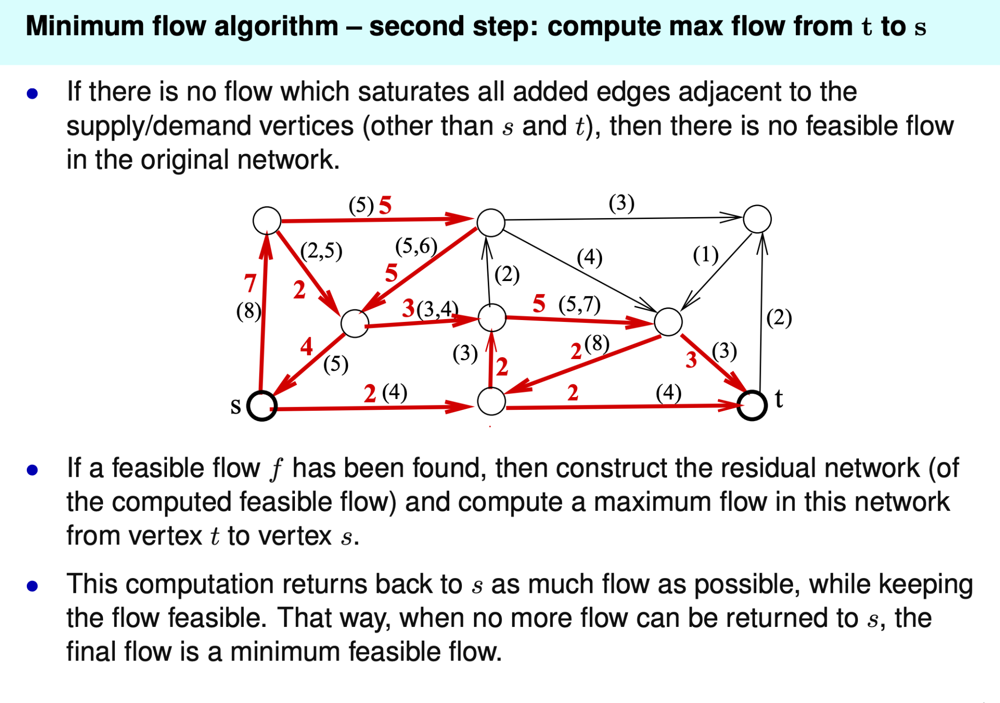 Minimum flow algorithm – second step: compute max flow from t to s
If there is no flow which saturates all added edges adjacent to the
supply/demand vertices (other than s and t), then there is no feasible flow
in the original network.
(5) 5
(3)
(2,5)
(5,6)
(4)
(1)
7
2
5
(2)
(8)
3(3,4)
5 (5,7)
(2)
4
(5)
(3)
2
2(8)
3
(3)
s
2 (4)
2
(4)
t
If a feasible flow f has been found, then construct the residual network (of
the computed feasible flow) and compute a maximum flow in this network
from vertex t to vertex s.
This computation returns back to s as much flow as possible, while keeping
the flow feasible. That way, when no more flow can be returned to s, the
final flow is a minimum feasible flow.